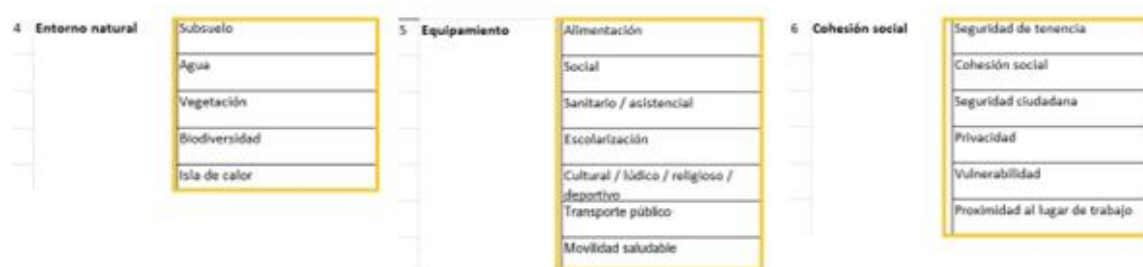 4 Entorno natural
Subsuelo
Agua
Vegetación
Biodiversidad
Isla de calor
5 Equipamiento
Alimentación
Social
Sanitario / asistencial
Escolarización
Cultural / lúdico / religioso /
deportivo
Transporte público
Movilidad saludable
6 Cohesión social
Seguridad de tenencia
Cohesión social
Seguridad ciudadana
Privacidad
Vulnerabilidad
Proximidad al lugar de trabajo